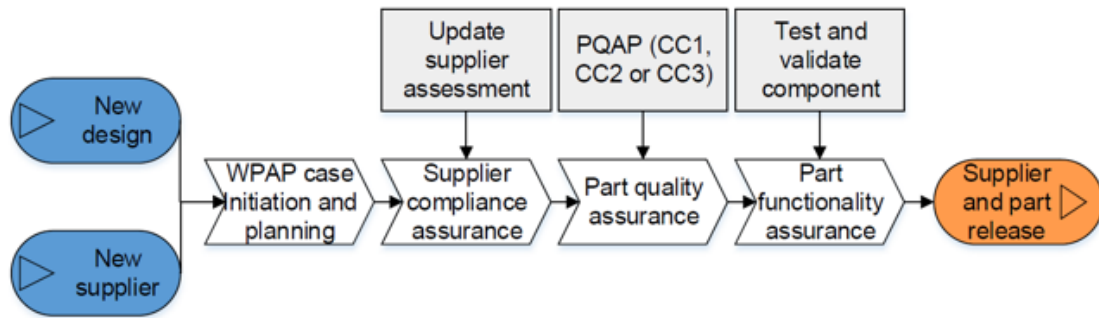 Update
supplier
assessment
PQAP (CC1,
CC2 or CC3)
Test and
validate
component
New
design
New
supplier
WPAP case
Initiation and
planning
Supplier
compliance
assurance
Part quality
assurance
Part
functionality
assurance
Supplier
and part
release